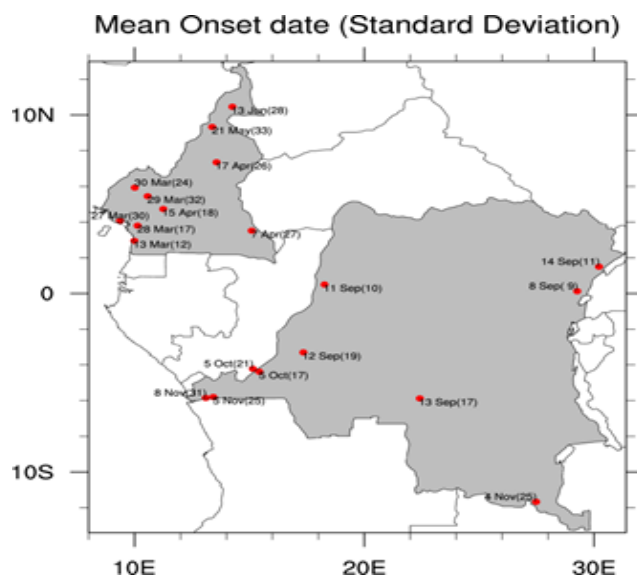 Mean Onset date (Standard Deviation)
10N
13 Jun(28)
21 May(33)
17 Apr(26)
30 Mar(24)
29 Mar(32)
15 Apr(18)
27 Mar(30)
28 Mar(17)
7 Apr(27)
13 Mar(12)
14 Sep(11)
0
11 Sep(10)
8 Sep( 9)
12 Sep(19)
5 Oct(21)
5 Oct(17)
8 Nov(31)
5 Nov(25)
13 Sep(17)
10S
4 Nov(25)
10E
20E
30E